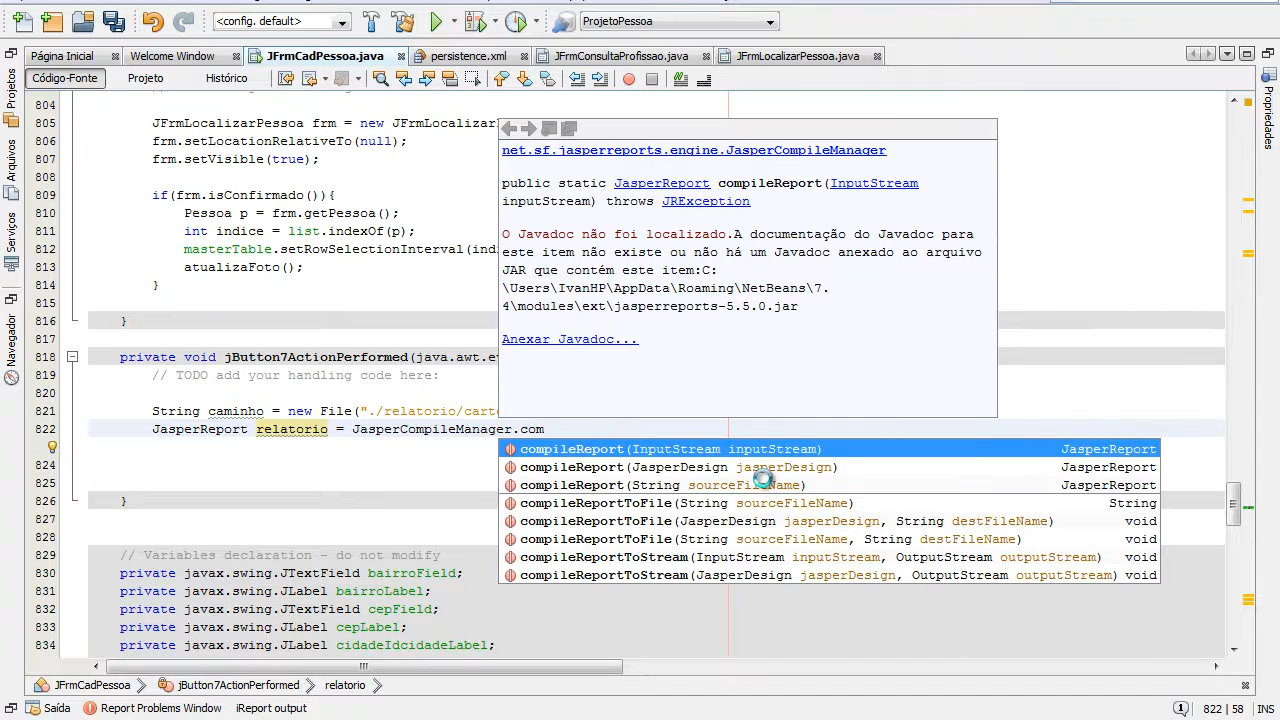 <config. default>
ProjetoPessoa
Página Inicial
Welcome Window
JFrmCadPessoa.java
persistence.xml
JFrmConsultaProfissao.java
JFrmLocalizarPessoa.java
Código-Fonte
Projeto
Histórico
Projetos
Arquivos
Serviços
Navegador
Propriedades
804
805 JFrmLocalizarPessoa frm = new JFrmLocalizar
806 frm.setLocationRelativeTo(null);
807 frm.setVisible(true);
808
809 if(frm.isConfirmado()){
810 Pessoa p = frm.getPessoa();
811 int indice = list.indexOf(p);
812 masterTable.setRowSelectionInterval(indi
813 atualizaFoto();
814 }
815
816 }
817
818 private void jButton7ActionPerformed(java.awt.ev
819 // TODO add your handling code here:
820
821 String caminho = new File("./relatorio/carte
822 JasperReport relatorio = JasperCompileManager.com
824
825
826 }
827
828
829 // Variables declaration - do not modify
830 private javax.swing.JTextField bairroField;
831 private javax.swing.JLabel bairroLabel;
832 private javax.swing.JTextField cepField;
833 private javax.swing.JLabel cepLabel;
834 private javax.swing.JLabel cidadeIdcidadeLabel;
net.sf.jasperreports.engine.JasperCompileManager
public static JasperReport compileReport(InputStream
inputStream) throws JRException
O Javadoc não foi localizado.A documentação do Javadoc para
este item não existe ou não há um Javadoc anexado ao arquivo
JAR que contém este item:C:
\Users\IvanHP\AppData\Roaming\NetBeans\7.
4\modules\ext\jasperreports-5.5.0.jar
Anexar Javadoc...
compileReport(InputStream inputStream) JasperReport
compileReport(JasperDesign jasperDesign) JasperReport
compileReport(String sourceFileName) JasperReport
compileReportToFile(String sourceFileName) String
compileReportToFile(JasperDesign jasperDesign, String destFileName) void
compileReportToFile(String sourceFileName, String destFileName) void
compileReportToStream(InputStream inputStream, OutputStream outputStream) void
compileReportToStream(JasperDesign jasperDesign, OutputStream outputStream) void
JFrmCadPessoa
jButton7ActionPerformed
relatorio
Saída
Report Problems Window
iReport output
822 | 58
INS